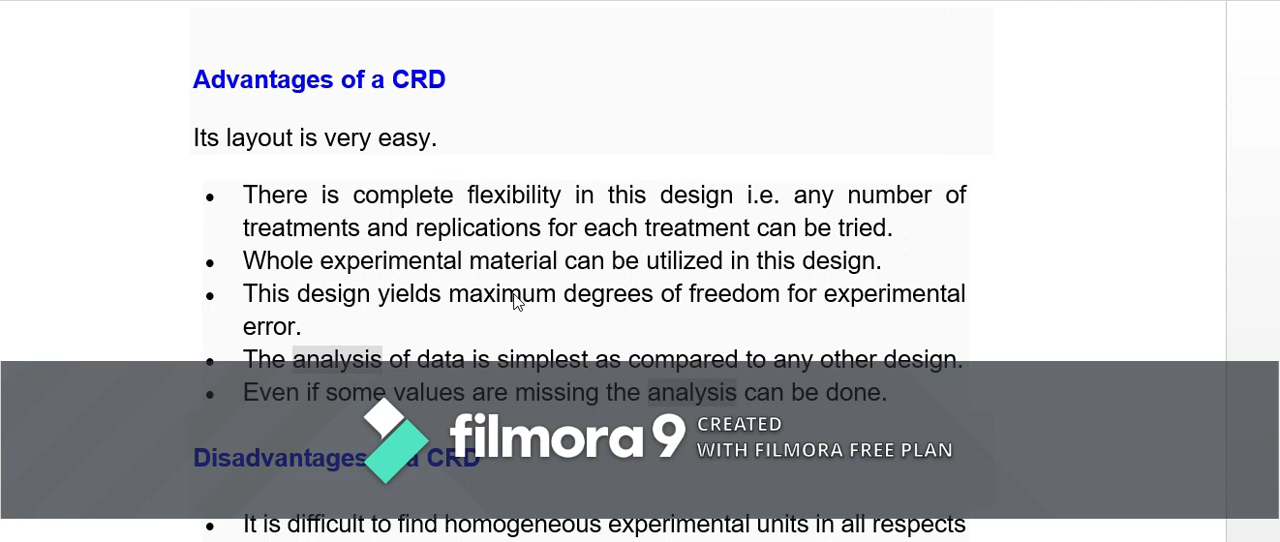 Advantages of a CRD
Its layout is very easy.
• There is complete flexibility in this design i.e. any number of
treatments and replications for each treatment can be tried.
• Whole experimental material can be utilized in this design.
• This design yields maximum degrees of freedom for experimental
error.
• The analysis of data is simplest as compared to any other design.
• Even if some values are missing the analysis can be done.
filmora 9 CREATED
WITH FILMORA FREE PLAN
Disadvantages a CRD
• It is difficult to find homogeneous experimental units in all respects